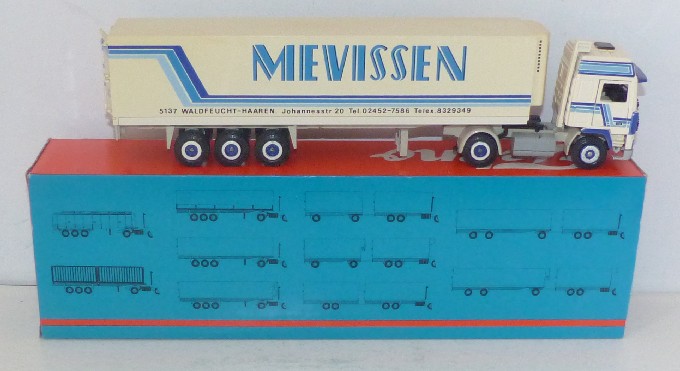 MEVISSEN
5137 WALDFEUCHT-HAAREN. Johannesstr 20 Tel. 02452-7586 Telex. 8329349